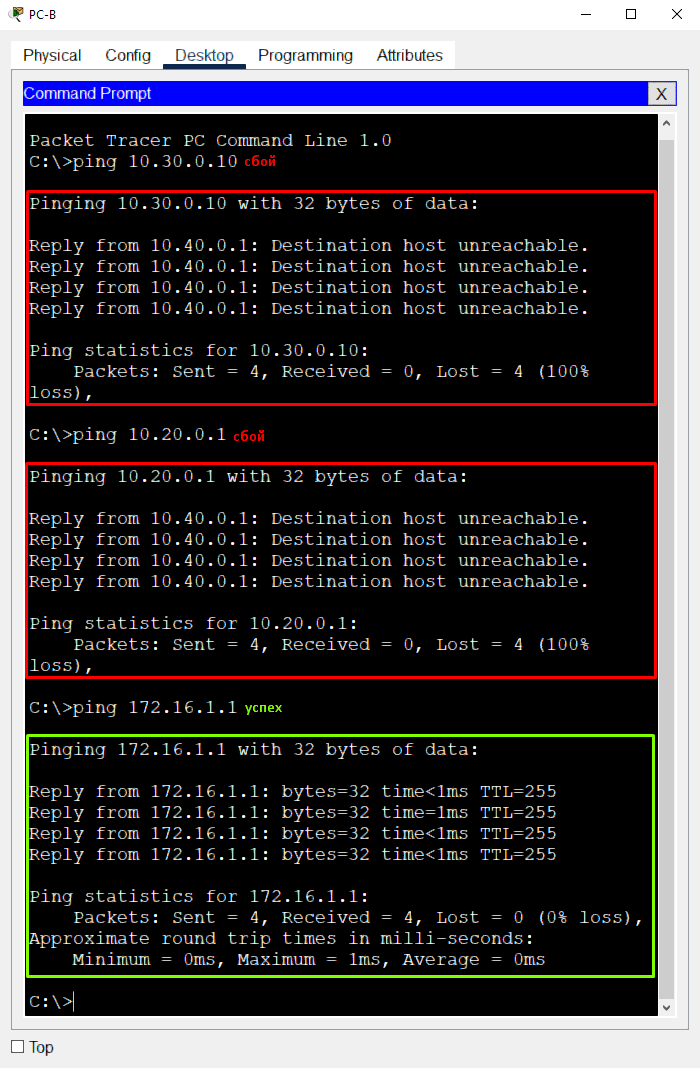 PC-B
Physical Config Desktop Programming Attributes
Command Prompt X
Packet Tracer PC Command Line 1.0
C:\>ping 10.30.0.10 сбой
Pinging 10.30.0.10 with 32 bytes of data:
Reply from 10.40.0.1: Destination host unreachable.
Reply from 10.40.0.1: Destination host unreachable.
Reply from 10.40.0.1: Destination host unreachable.
Reply from 10.40.0.1: Destination host unreachable.
Ping statistics for 10.30.0.10:
Packets: Sent = 4, Received = 0, Lost = 4 (100%
loss),
C:\>ping 10.20.0.1 сбой
Pinging 10.20.0.1 with 32 bytes of data:
Reply from 10.40.0.1: Destination host unreachable.
Reply from 10.40.0.1: Destination host unreachable.
Reply from 10.40.0.1: Destination host unreachable.
Reply from 10.40.0.1: Destination host unreachable.
Ping statistics for 10.20.0.1:
Packets: Sent = 4, Received = 0, Lost = 4 (100%
loss),
C:\>ping 172.16.1.1 успех
Pinging 172.16.1.1 with 32 bytes of data:
Reply from 172.16.1.1: bytes=32 time<1ms TTL=255
Reply from 172.16.1.1: bytes=32 time=1ms TTL=255
Reply from 172.16.1.1: bytes=32 time<1ms TTL=255
Reply from 172.16.1.1: bytes=32 time<1ms TTL=255
Ping statistics for 172.16.1.1:
Packets: Sent = 4, Received = 4, Lost = 0 (0% loss),
Approximate round trip times in milli-seconds:
Minimum = 0ms, Maximum = 1ms, Average = 0ms
C:\>
Top